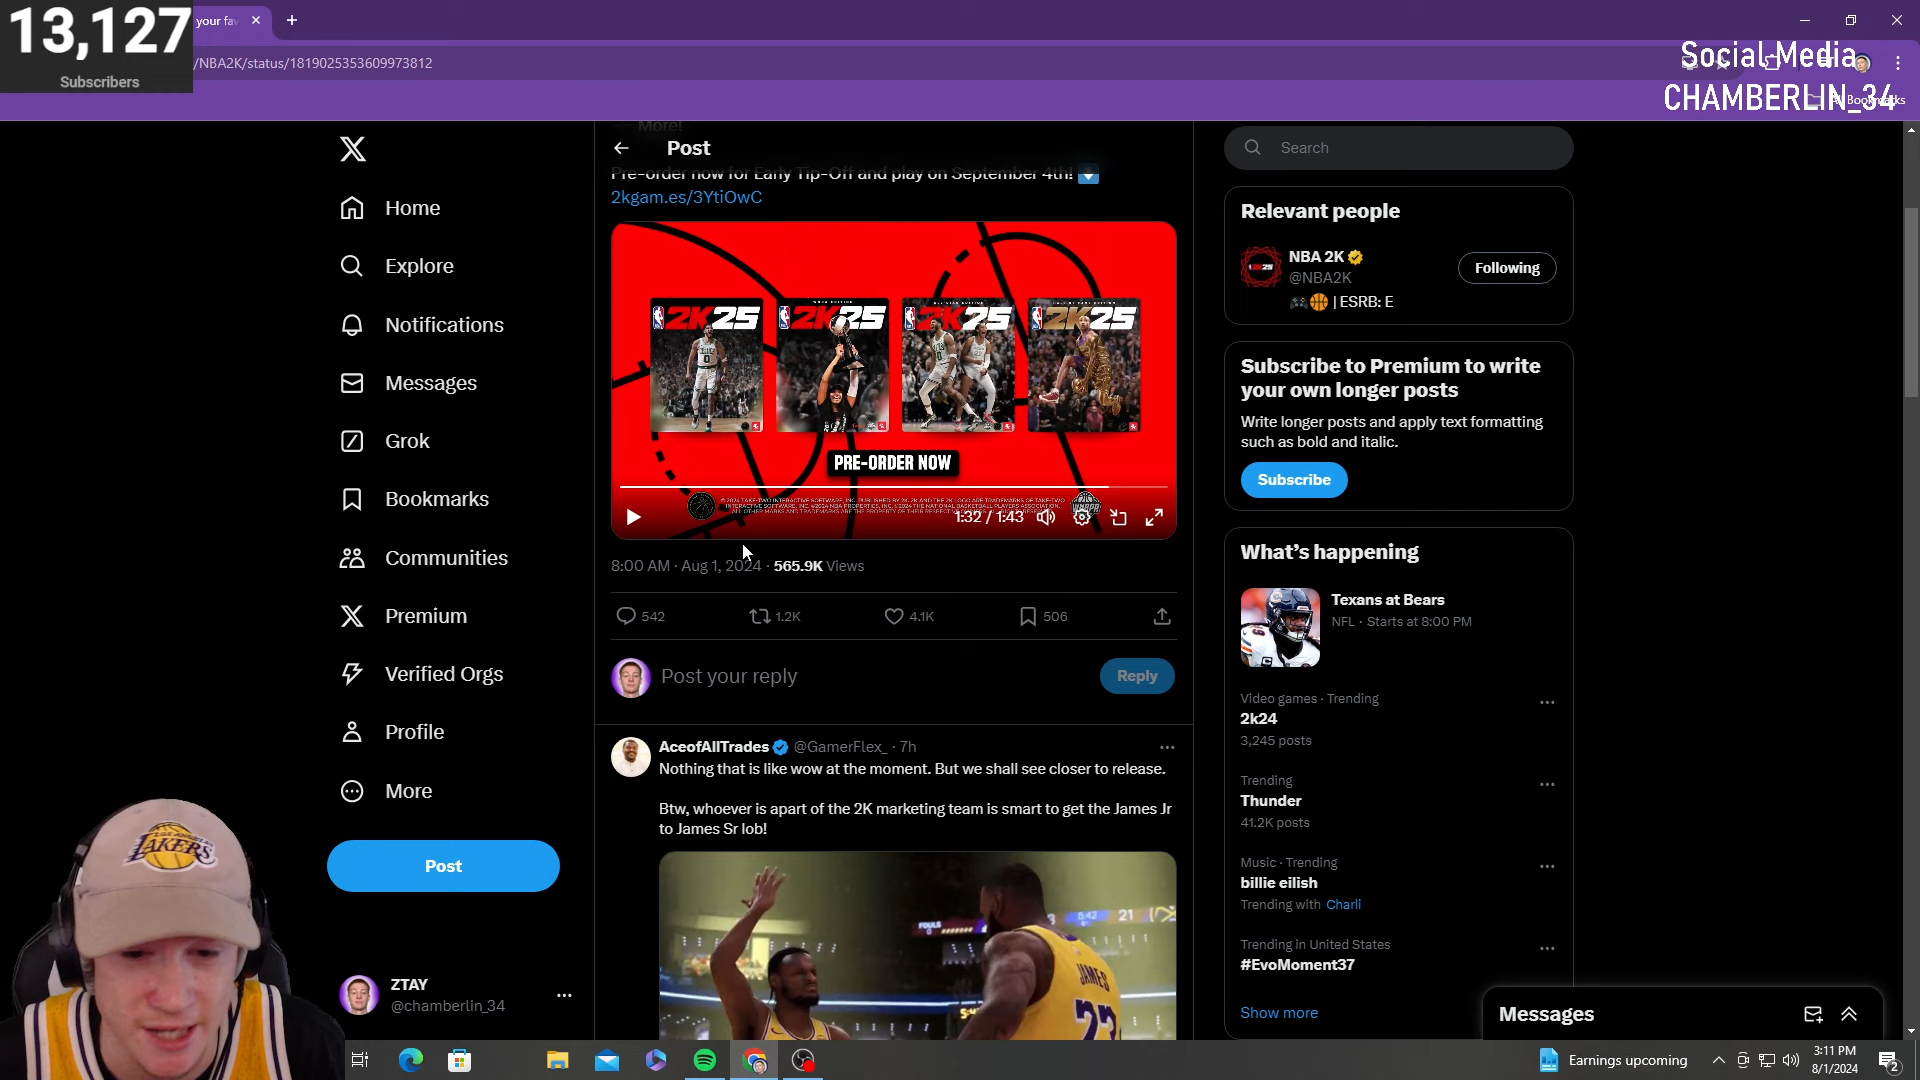 13,127
Subscribers
your fav
/NBA2K/status/1819025353609973812
Social Media
CHAMBERLIN_34
Bookmarks
Home
Explore
Notifications
Messages
Grok
Bookmarks
Communities
Premium
Verified Orgs
Profile
More
Post
ZTAY
@chamberlin_34
More!
Post
Pre-order now for Early Tip-Off and play on September 4th!
2kgam.es/3YtiOwC
2K25
2K25
2K25
2K25
PRE-ORDER NOW
1:32 / 1:43
8:00 AM · Aug 1, 2024 · 565.9K Views
542
1.2K
4.1K
506
Post your reply
Reply
AceofAllTrades @GamerFlex_ · 7h
Nothing that is like wow at the moment. But we shall see closer to release.
Btw, whoever is apart of the 2K marketing team is smart to get the James Jr
to James Sr lob!
FOULS
5:42
21
JAMES
Search
Relevant people
NBA 2K
@NBA2K
| ESRB: E
Following
Subscribe to Premium to write
your own longer posts
Write longer posts and apply text formatting
such as bold and italic.
Subscribe
What's happening
Texans at Bears
NFL · Starts at 8:00 PM
Video games · Trending
2k24
3,245 posts
Trending
Thunder
41.2K posts
Music · Trending
billie eilish
Trending with Charli
Trending in United States
#EvoMoment37
Show more
Messages
LAKERS
Earnings upcoming
3:11 PM
8/1/2024
2